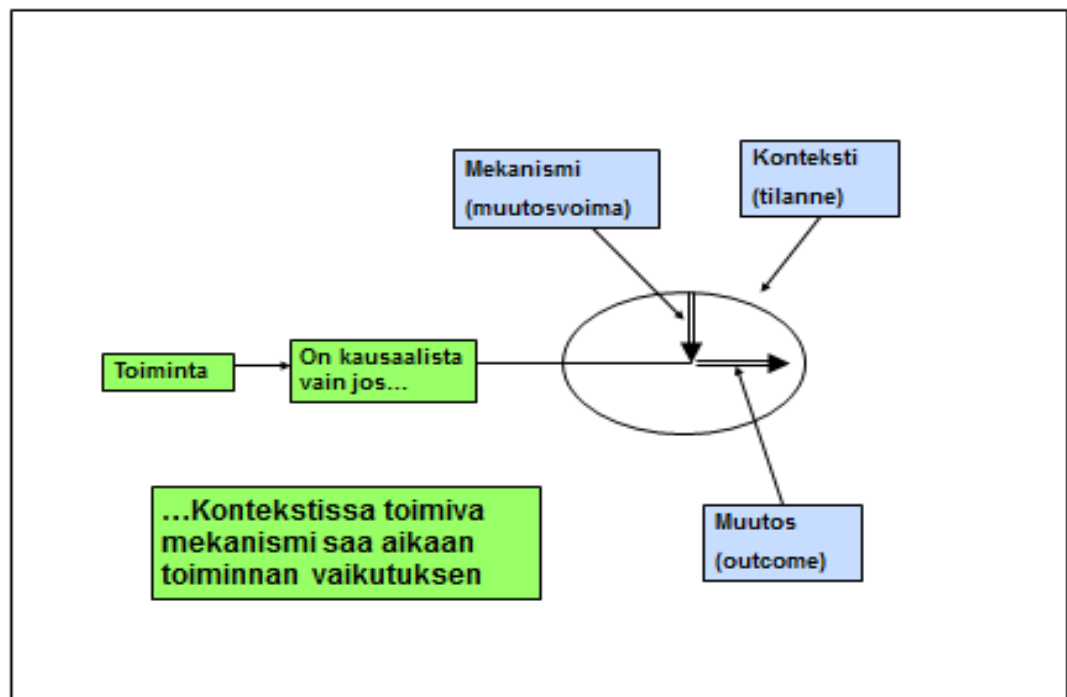 Mekanismi
(muutosvoima)
Konteksti
(tilanne)
Toiminta
On kausaalista
vain jos...
...Kontekstissa toimiva
mekanismi saa aikaan
toiminnan vaikutuksen
Muutos
(outcome)